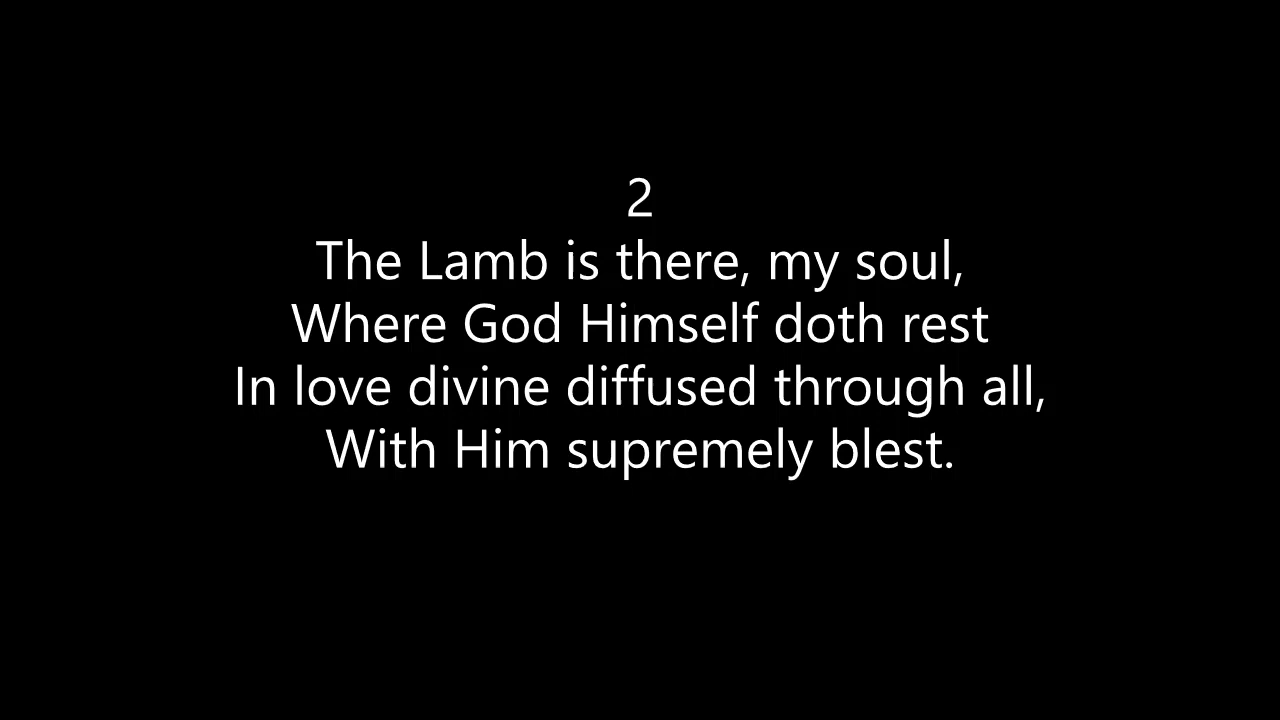 2
The Lamb is there, my soul,
Where God Himself doth rest
In love divine diffused through all,
With Him supremely blest.